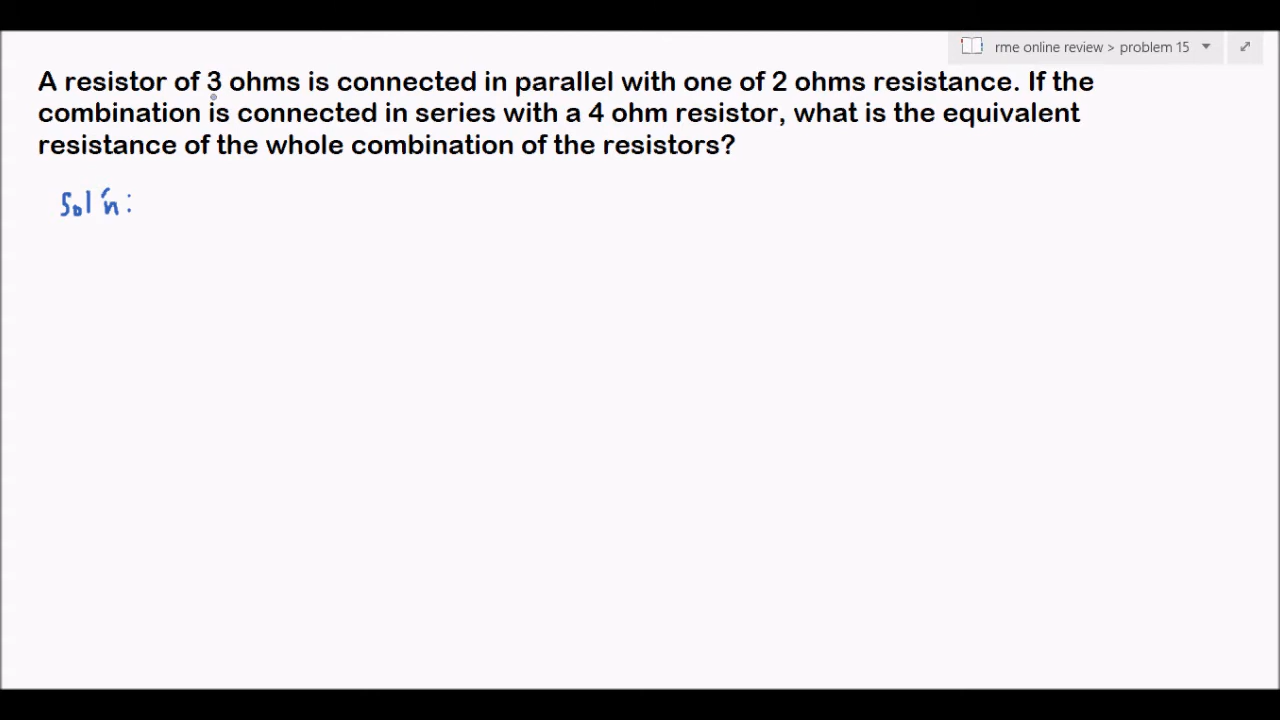 rme online review > problem 15
A resistor of 3 ohms is connected in parallel with one of 2 ohms resistance. If the
combination is connected in series with a 4 ohm resistor, what is the equivalent
resistance of the whole combination of the resistors?
Sol'n: